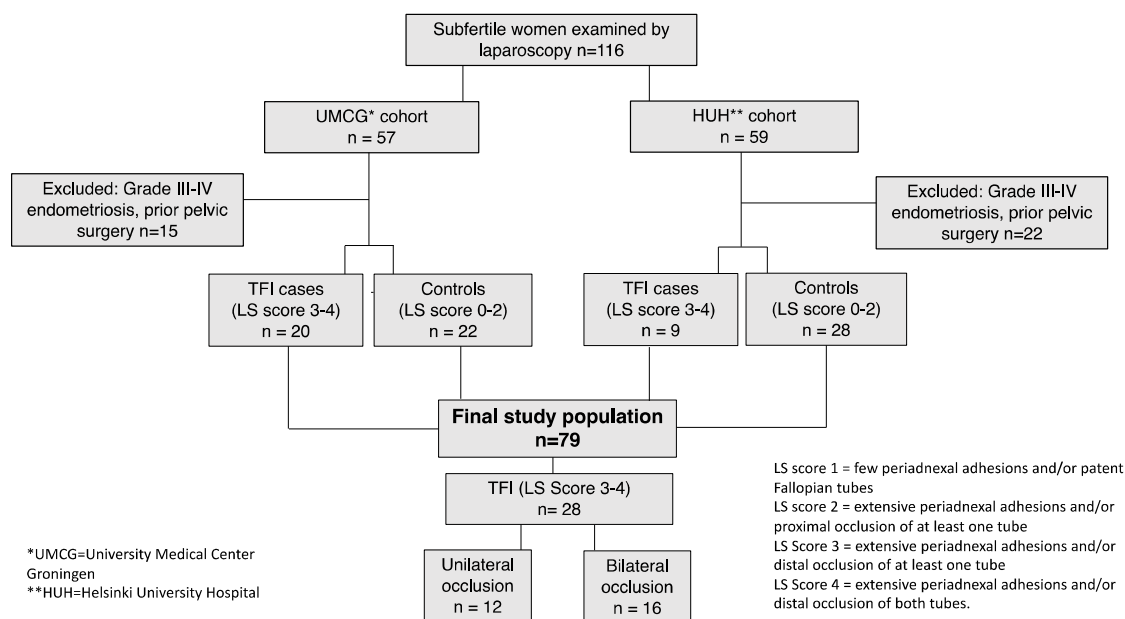 Subfertile women examined by
laparoscopy n=116
UMCG* cohort
n = 57
HUH** cohort
n = 59
Excluded: Grade III-IV
endometriosis, prior pelvic
surgery n=15
Excluded: Grade III-IV
endometriosis, prior pelvic
surgery n=22
TFI cases
(LS score 3-4)
n = 20
Controls
(LS score 0-2)
n = 22
TFI cases
(LS score 3-4)
n = 9
Controls
(LS score 0-2)
n = 28
Final study population
n=79
TFI (LS Score 3-4)
n = 28
Unilateral
occlusion
n = 12
Bilateral
occlusion
n = 16
*UMCG=University Medical Center
Groningen
**HUH=Helsinki University Hospital
LS score 1 = few periadnexal adhesions and/or patent
Fallopian tubes
LS score 2 = extensive periadnexal adhesions and/or
proximal occlusion of at least one tube
LS Score 3 = extensive periadnexal adhesions and/or
distal occlusion of at least one tube
LS Score 4 = extensive periadnexal adhesions and/or
distal occlusion of both tubes.